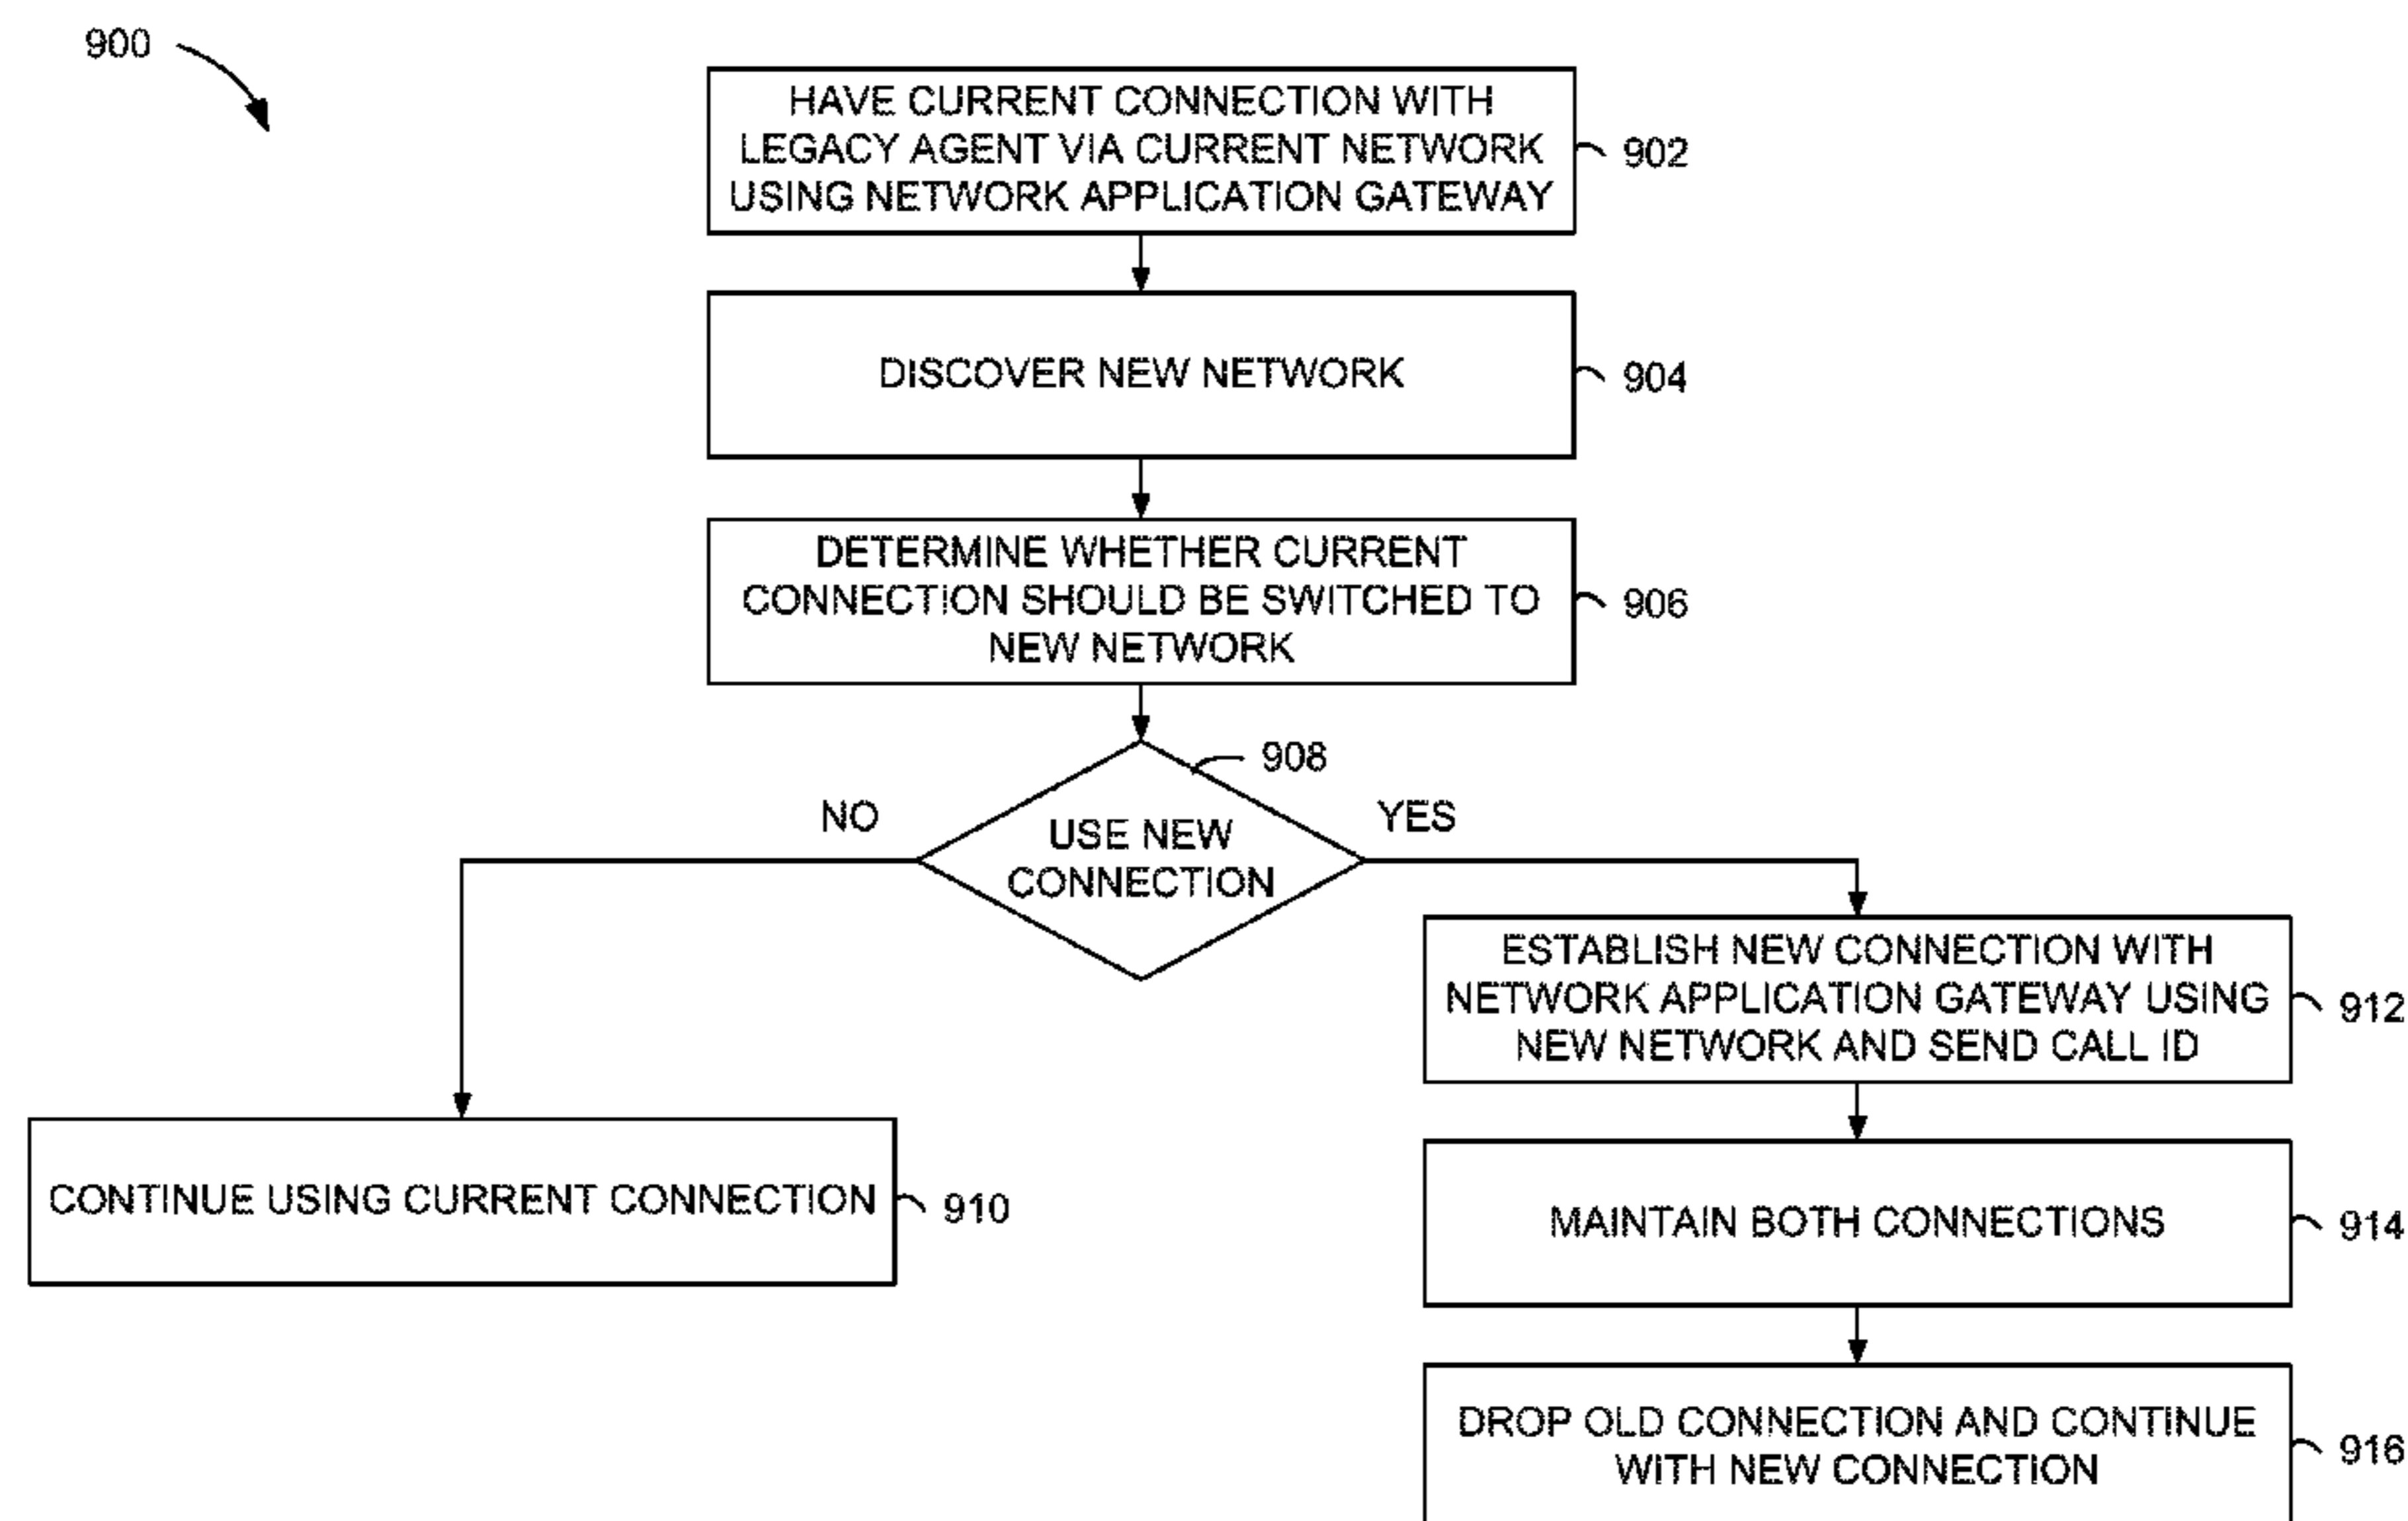 900
HAVE CURRENT CONNECTION WITH
LEGACY AGENT VIA CURRENT NETWORK
USING NETWORK APPLICATION GATEWAY
902
DISCOVER NEW NETWORK
904
DETERMINE WHETHER CURRENT
CONNECTION SHOULD BE SWITCHED TO
NEW NETWORK
906
908
NO
YES
USE NEW
CONNECTION
ESTABLISH NEW CONNECTION WITH
NETWORK APPLICATION GATEWAY USING
NEW NETWORK AND SEND CALL ID
912
CONTINUE USING CURRENT CONNECTION
910
MAINTAIN BOTH CONNECTIONS
914
DROP OLD CONNECTION AND CONTINUE
WITH NEW CONNECTION
916